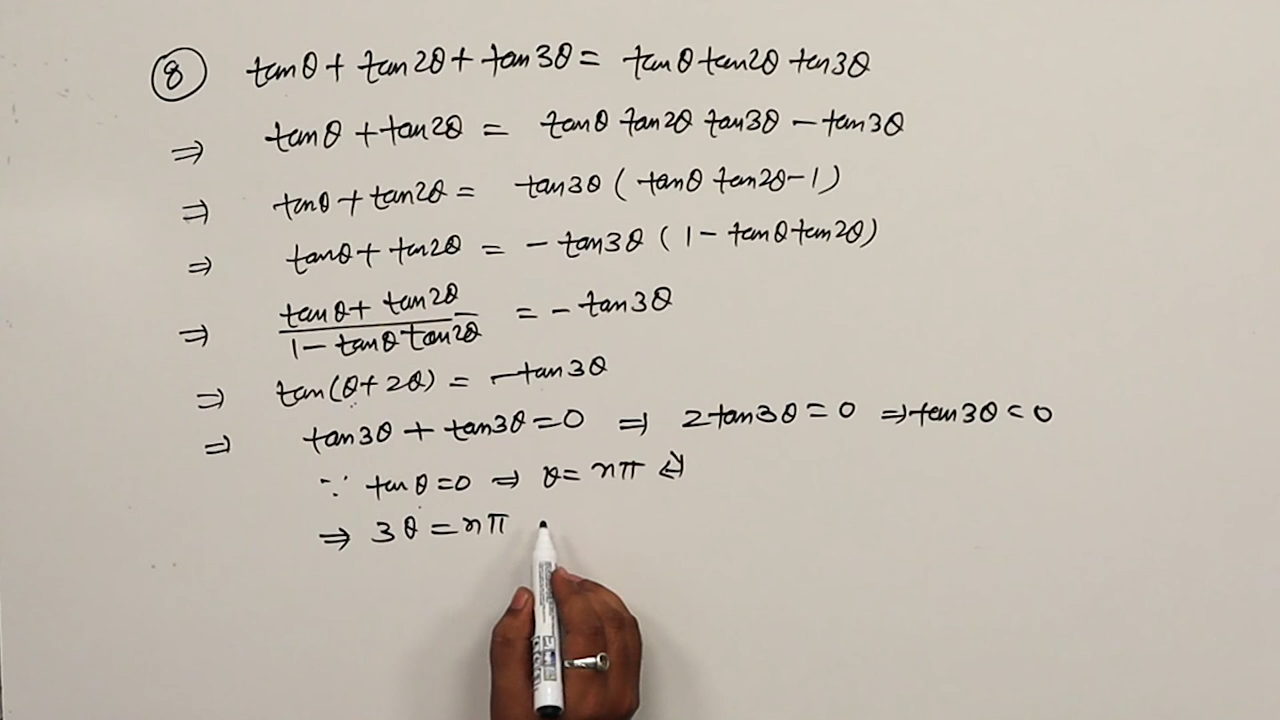 ⑧ tanθ + tan2θ + tan3θ = tanθ tan2θ tan3θ
⇒ tanθ + tan2θ = tanθ tan2θ tan3θ − tan3θ
⇒ tanθ + tan2θ = tan3θ ( tanθ tan2θ−1 )
⇒ tanθ + tan2θ = − tan3θ ( 1 − tanθ tan2θ )
⇒ (tanθ + tan2θ) / (1 − tanθ tan2θ) = − tan3θ
⇒ tan(θ+2θ) = −tan3θ
⇒ tan3θ + tan3θ = 0 ⇒ 2tan3θ = 0 ⇒ tan3θ = 0
∵ tanθ = 0 ⇒ θ = nπ
⇒ 3θ = nπ